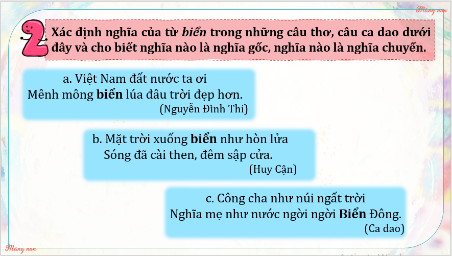 Măng non
2 Xác định nghĩa của từ biển trong những câu thơ, câu ca dao dưới
đây và cho biết nghĩa nào là nghĩa gốc, nghĩa nào là nghĩa chuyển.
a. Việt Nam đất nước ta ơi
Mênh mông biển lúa đâu trời đẹp hơn.
(Nguyễn Đình Thi)
b. Mặt trời xuống biển như hòn lửa
Sóng đã cài then, đêm sập cửa.
(Huy Cận)
c. Công cha như núi ngất trời
Nghĩa mẹ như nước ngời ngời Biển Đông.
(Ca dao)
Măng non